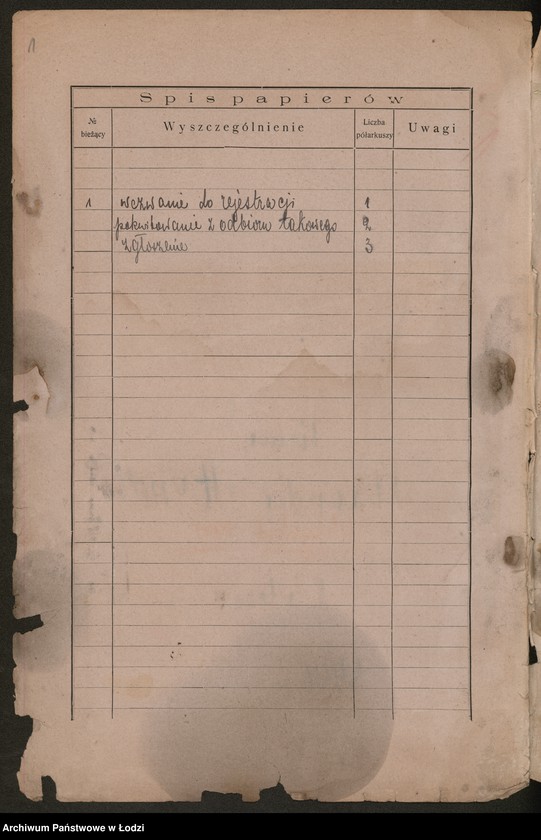 1
Spis papierów
№ bieżący
Wyszczególnienie
Liczba półarkuszy
Uwagi
1 wezwanie do rejestracji 1
pokwitowanie z odbioru takowego 2
zgłoszenie 3
Archiwum Państwowe w Łodzi